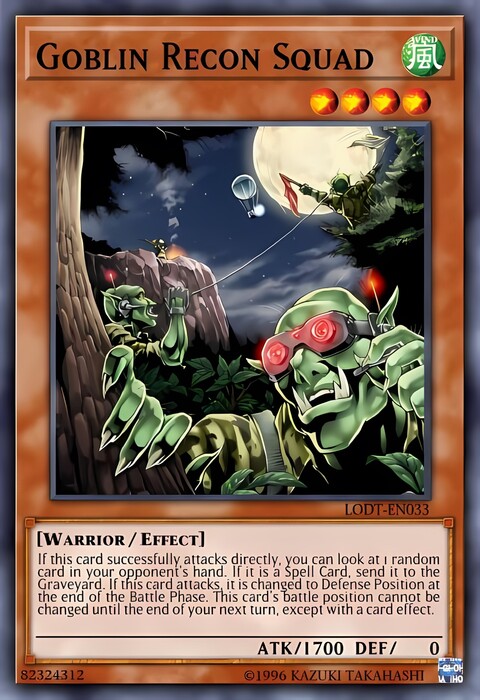 Goblin Recon Squad
WIND
風
LODT-EN033
[Warrior / Effect]
If this card successfully attacks directly, you can look at 1 random
card in your opponent's hand. If it is a Spell Card, send it to the
Graveyard. If this card attacks, it is changed to Defense Position at
the end of the Battle Phase. This card's battle position cannot be
changed until the end of your next turn, except with a card effect.
ATK/1700 DEF/ 0
82324312
©1996 KAZUKI TAKAHASHI